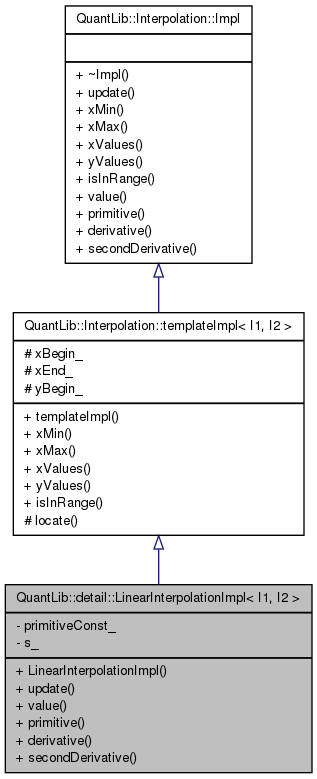 QuantLib::Interpolation::Impl
+ ~Impl()
+ update()
+ xMin()
+ xMax()
+ xValues()
+ yValues()
+ isInRange()
+ value()
+ primitive()
+ derivative()
+ secondDerivative()
QuantLib::Interpolation::templateImpl< I1, I2 >
# xBegin_
# xEnd_
# yBegin_
+ templateImpl()
+ xMin()
+ xMax()
+ xValues()
+ yValues()
+ isInRange()
# locate()
QuantLib::detail::LinearInterpolationImpl< I1, I2 >
- primitiveConst_
- s_
+ LinearInterpolationImpl()
+ update()
+ value()
+ primitive()
+ derivative()
+ secondDerivative()